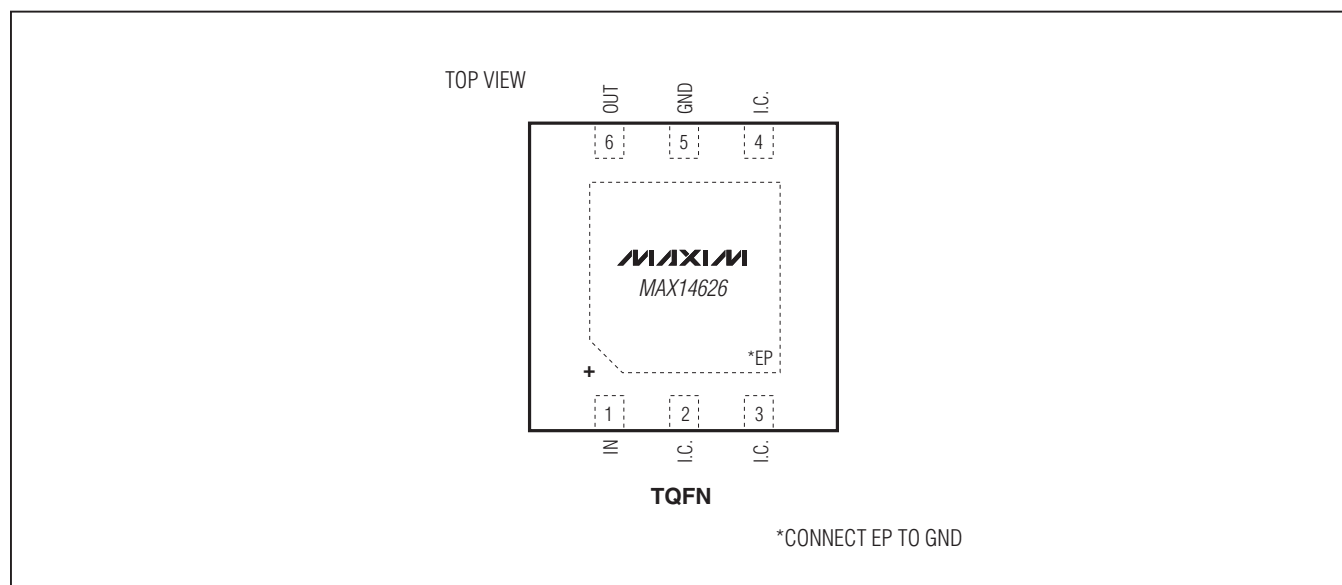 TOP VIEW
OUT
GND
I.C.
6
5
4
MAXIM
MAX14626
*EP
+
1
2
3
IN
I.C.
I.C.
TQFN
*CONNECT EP TO GND